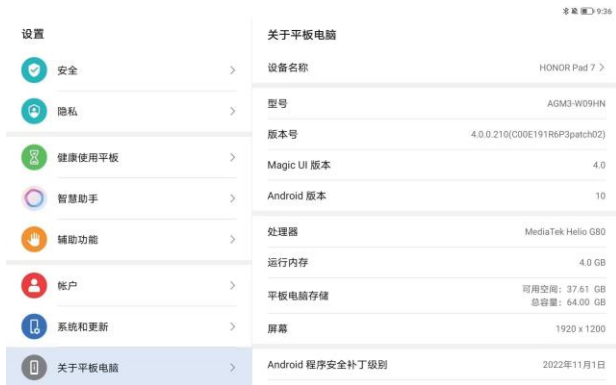 9:36
设置
安全
隐私
健康使用平板
智慧助手
辅助功能
帐户
系统和更新
关于平板电脑
关于平板电脑
设备名称 HONOR Pad 7
型号 AGM3-W09HN
版本号 4.0.0.210(C00E191R6P3patch02)
Magic UI 版本 4.0
Android 版本 10
处理器 MediaTek Helio G80
运行内存 4.0 GB
平板电脑存储 可用空间：37.61 GB
总容量：64.00 GB
屏幕 1920 x 1200
Android 程序安全补丁级别 2022年11月1日